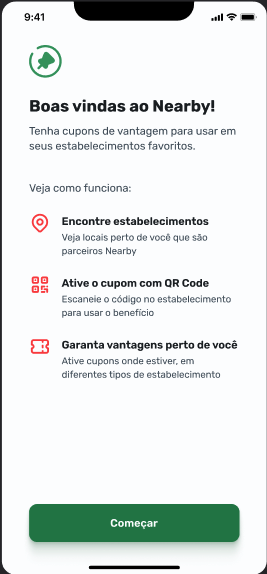 9:41
Boas vindas ao Nearby!
Tenha cupons de vantagem para usar em
seus estabelecimentos favoritos.
Veja como funciona:
Encontre estabelecimentos
Veja locais perto de você que são
parceiros Nearby
Ative o cupom com QR Code
Escaneie o código no estabelecimento
para usar o benefício
Garanta vantagens perto de você
Ative cupons onde estiver, em
diferentes tipos de estabelecimento
Começar